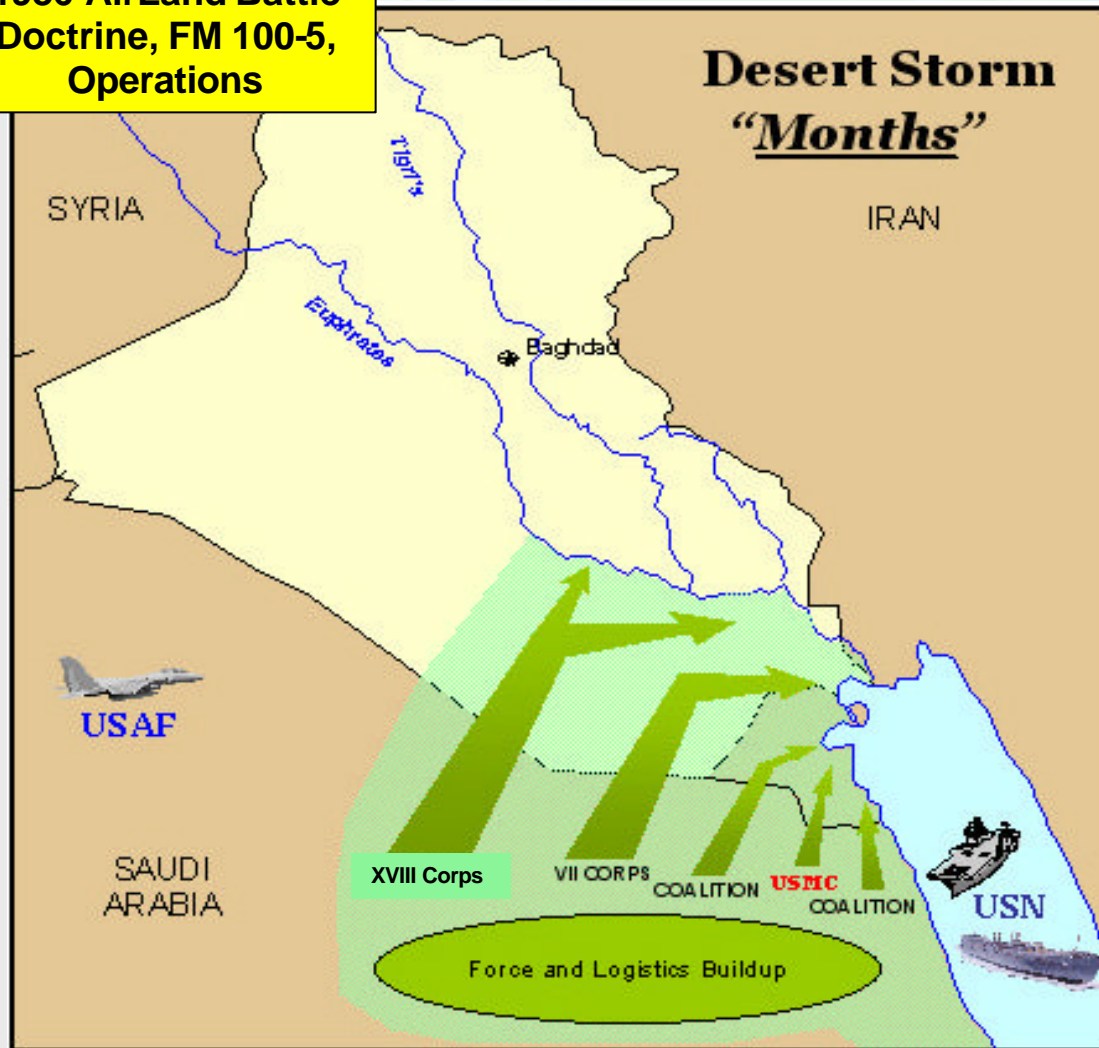 Doctrine, FM 100-5,
Operations
Desert Storm
“Months”
SYRIA
Tigris
IRAN
Euphrates
Baghdad
USAF
SAUDI
ARABIA
XVIII Corps
VII CORPS
COALITION
USMC
COALITION
USN
Force and Logistics Buildup